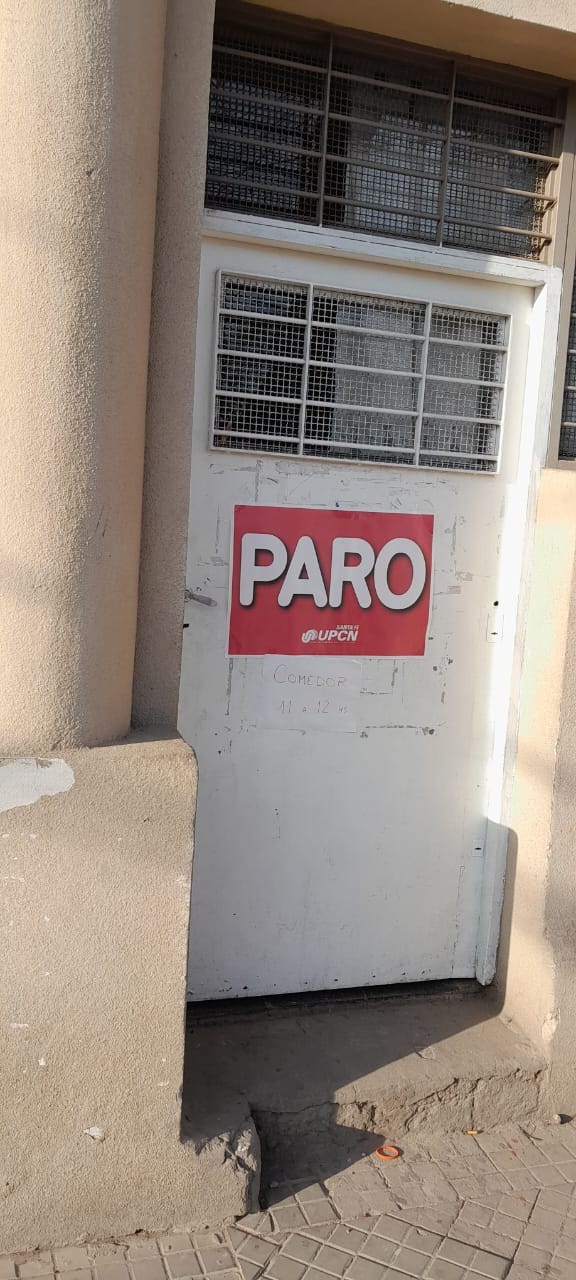 PARO
SANTA FE
UPCN
COMEDOR
11 A 12 HS